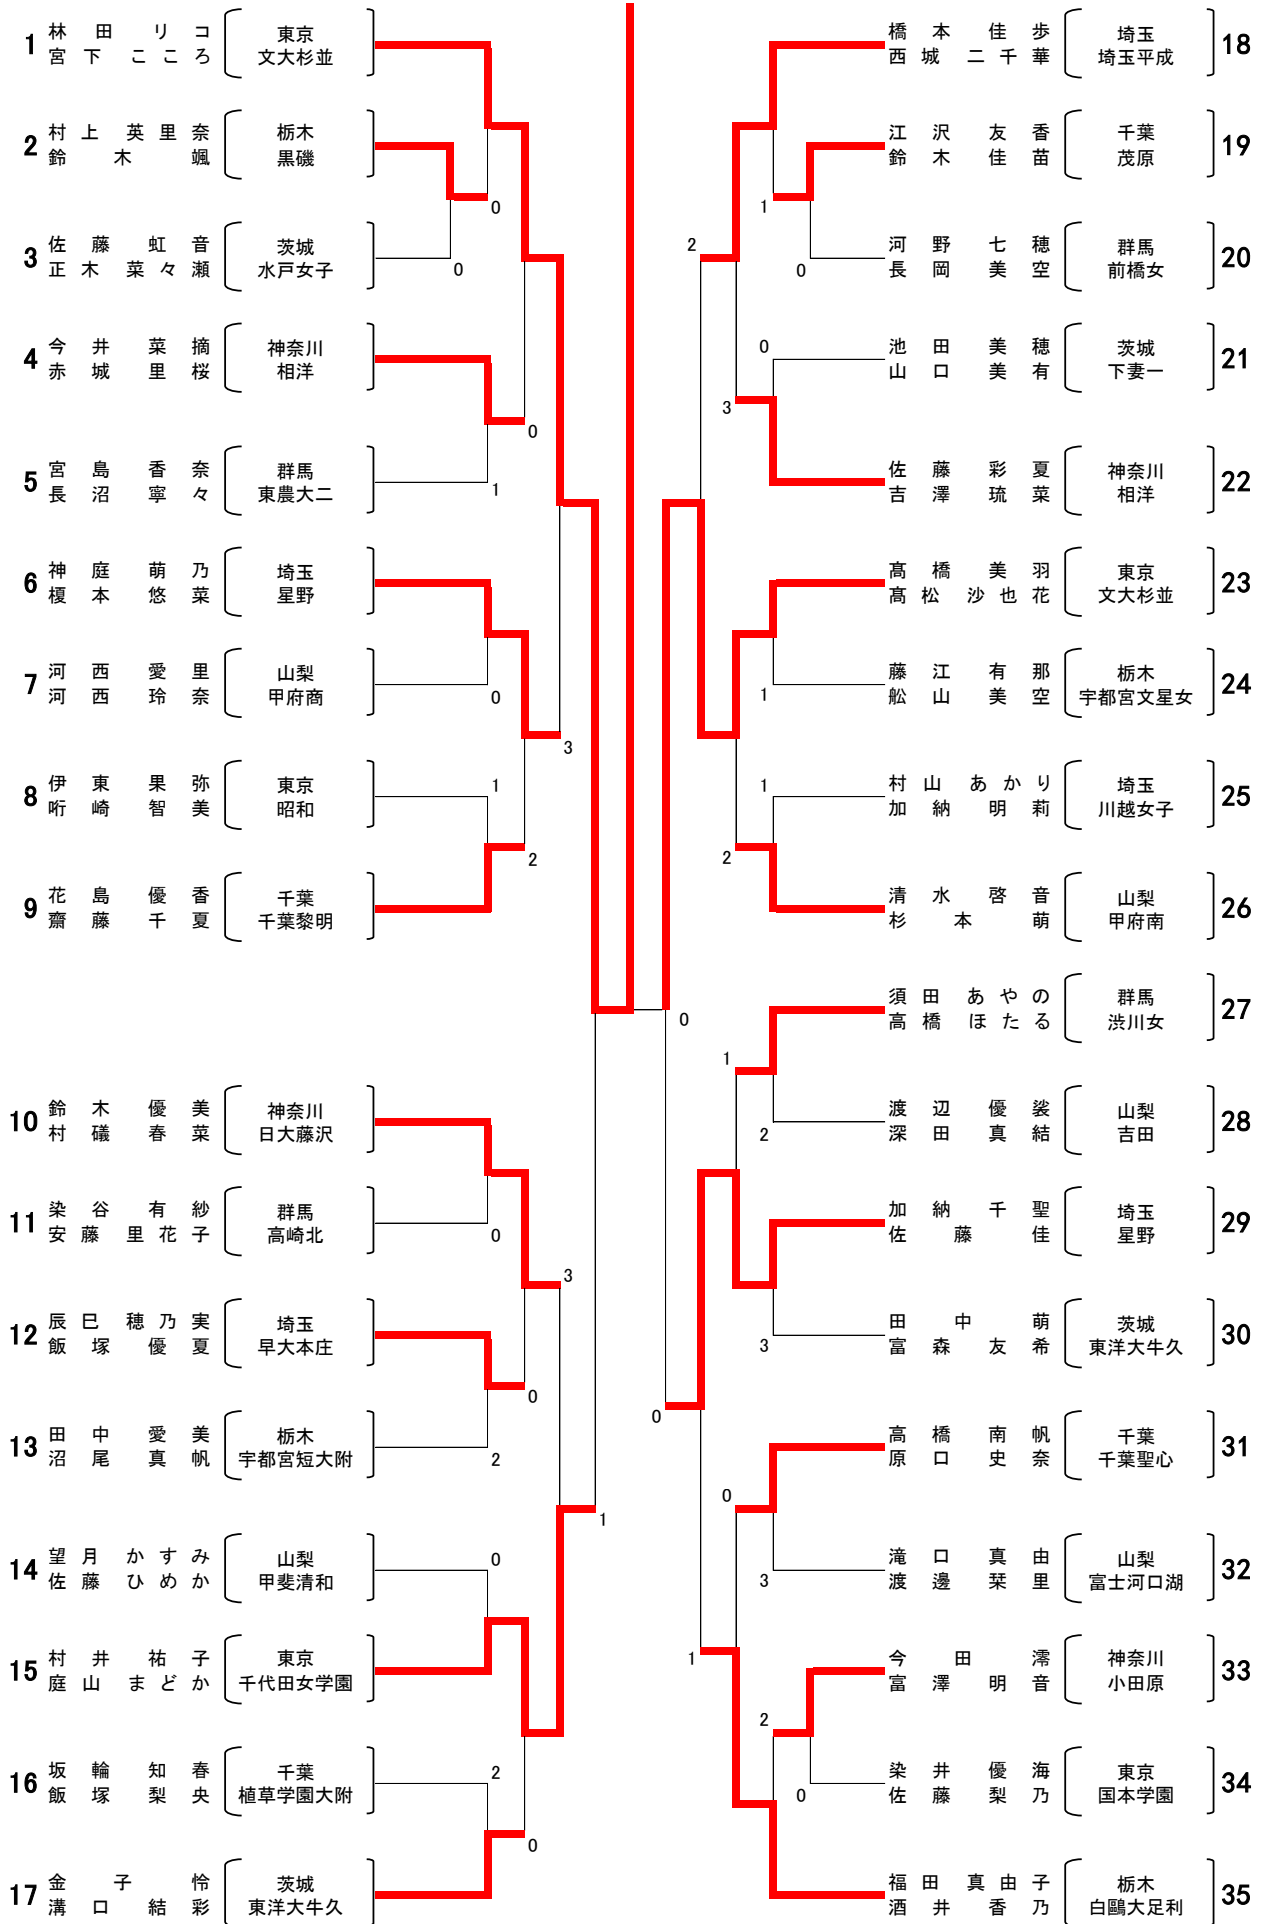 1 林田リコ 東京
宮下こころ 文大杉並
2 村上英里奈 栃木
鈴木颯 黒磯
0
3 佐藤虹音 茨城
正木菜々瀬 水戸女子
0
4 今井菜摘 神奈川
赤城里桜 相洋
0
5 宮島香奈 群馬
長沼寧々 東農大二
1
6 神庭萌乃 埼玉
榎本悠菜 星野
7 河西愛里 山梨
河西玲奈 甲府商
0
3
8 伊東果弥 東京
哘崎智美 昭和
1
2
9 花島優香 千葉
齋藤千夏 千葉黎明
10 鈴木優美 神奈川
村礒春菜 日大藤沢
11 染谷有紗 群馬
安藤里花子 高崎北
0
3
12 辰巳穂乃実 埼玉
飯塚優夏 早大本庄
0
13 田中愛美 栃木
沼尾真帆 宇都宮短大附
2
1
14 望月かすみ 山梨
佐藤ひめか 甲斐清和
0
15 村井祐子 東京
庭山まどか 千代田女学園
16 坂輪知春 千葉
飯塚梨央 植草学園大附
2
0
17 金子怜 茨城
溝口結彩 東洋大牛久
橋本佳歩 埼玉 18
西城二千華 埼玉平成
江沢友香 千葉 19
鈴木佳苗 茂原
1
2
河野七穂 群馬 20
長岡美空 前橋女
0
0
池田美穂 茨城 21
山口美有 下妻一
3
佐藤彩夏 神奈川 22
吉澤琉菜 相洋
髙橋美羽 東京 23
髙松沙也花 文大杉並
藤江有那 栃木 24
舩山美空 宇都宮文星女
1
1
村山あかり 埼玉 25
加納明莉 川越女子
2
清水啓音 山梨 26
杉本萌 甲府南
須田あやの 群馬 27
高橋ほたる 渋川女
0
1
渡辺優裟 山梨 28
深田真結 吉田
2
加納千聖 埼玉 29
佐藤佳 星野
田中萌 茨城 30
富森友希 東洋大牛久
3
0
高橋南帆 千葉 31
原口史奈 千葉聖心
0
滝口真由 山梨 32
渡邊栞里 富士河口湖
3
1
今田澪 神奈川 33
富澤明音 小田原
2
染井優海 東京 34
佐藤梨乃 国本学園
0
福田真由子 栃木 35
酒井香乃 白鷗大足利